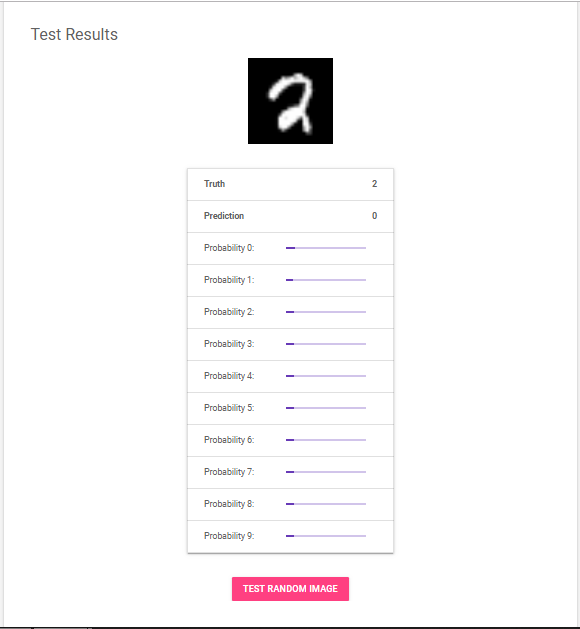 Test Results
2
Truth 2
Prediction 0
Probability 0:
Probability 1:
Probability 2:
Probability 3:
Probability 4:
Probability 5:
Probability 6:
Probability 7:
Probability 8:
Probability 9:
TEST RANDOM IMAGE